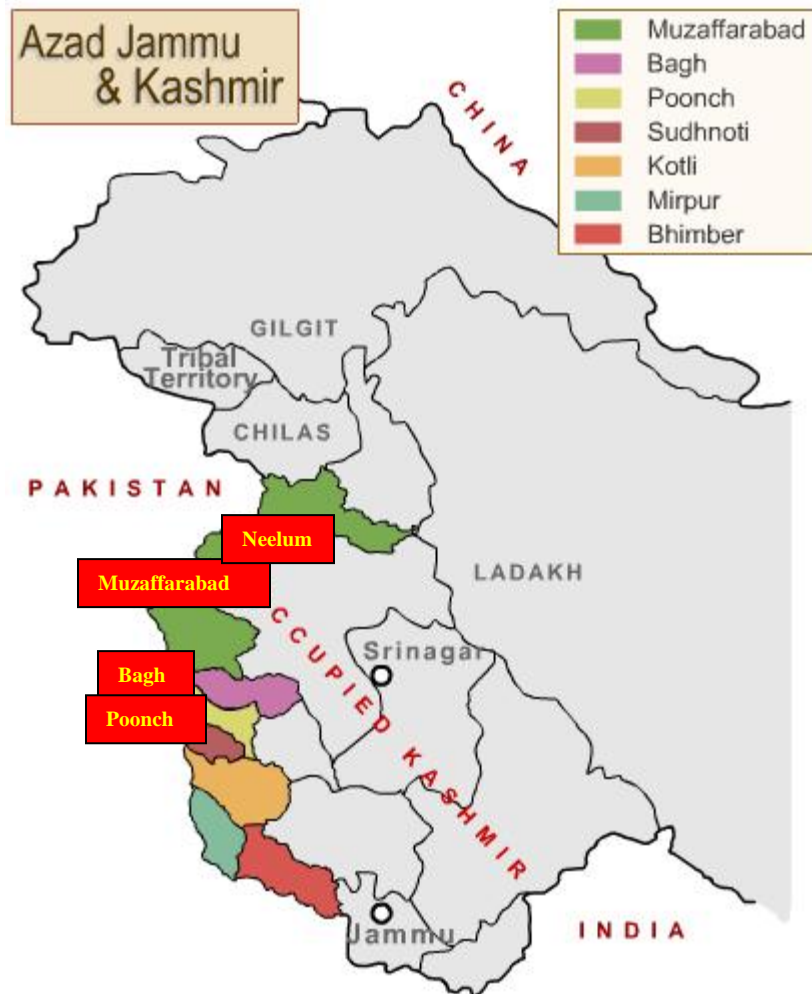 Azad Jammu
& Kashmir
Muzaffarabad
Bagh
Poonch
Sudhnoti
Kotli
Mirpur
Bhimber
CHINA
GILGIT
Tribal
Territory
CHILAS
PAKISTAN
Neelum
Muzaffarabad
LADAKH
CCUPIED KASHMIR
Srinagar
Bagh
Poonch
Jammu
INDIA